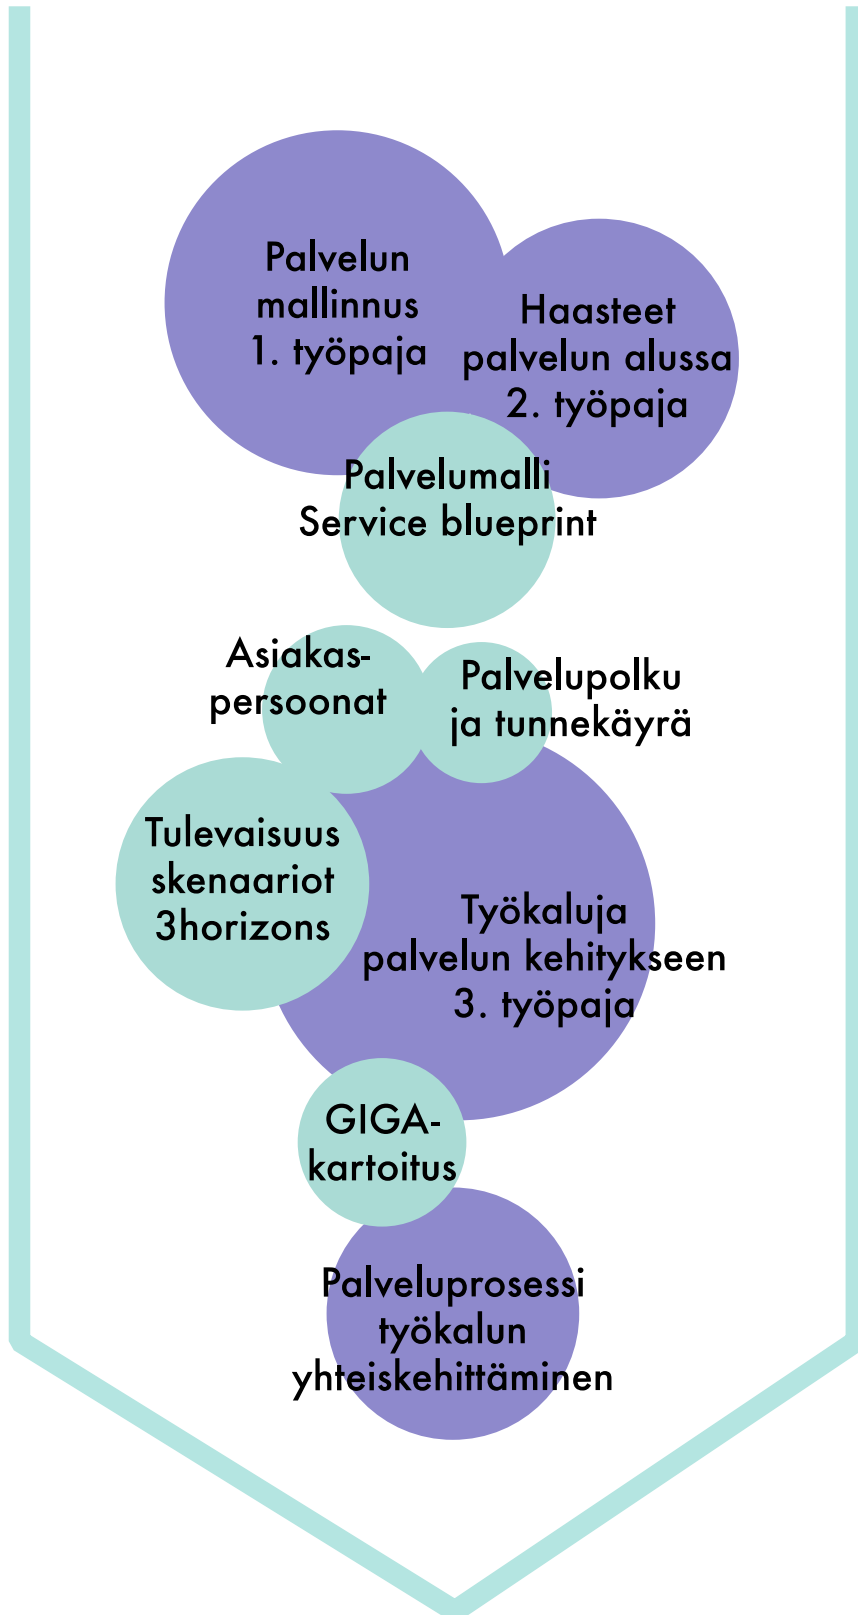 Palvelun
mallinnus
1. työpaja
Haasteet
palvelun alussa
2. työpaja
Palvelumalli
Service blueprint
Asiakas-
persoonat
Palvelupolku
ja tunnekäyrä
Tulevaisuus
skenaariot
3horizons
Työkaluja
palvelun kehitykseen
3. työpaja
GIGA-
kartoitus
Palveluprosessi
työkalun
yhteiskehittäminen